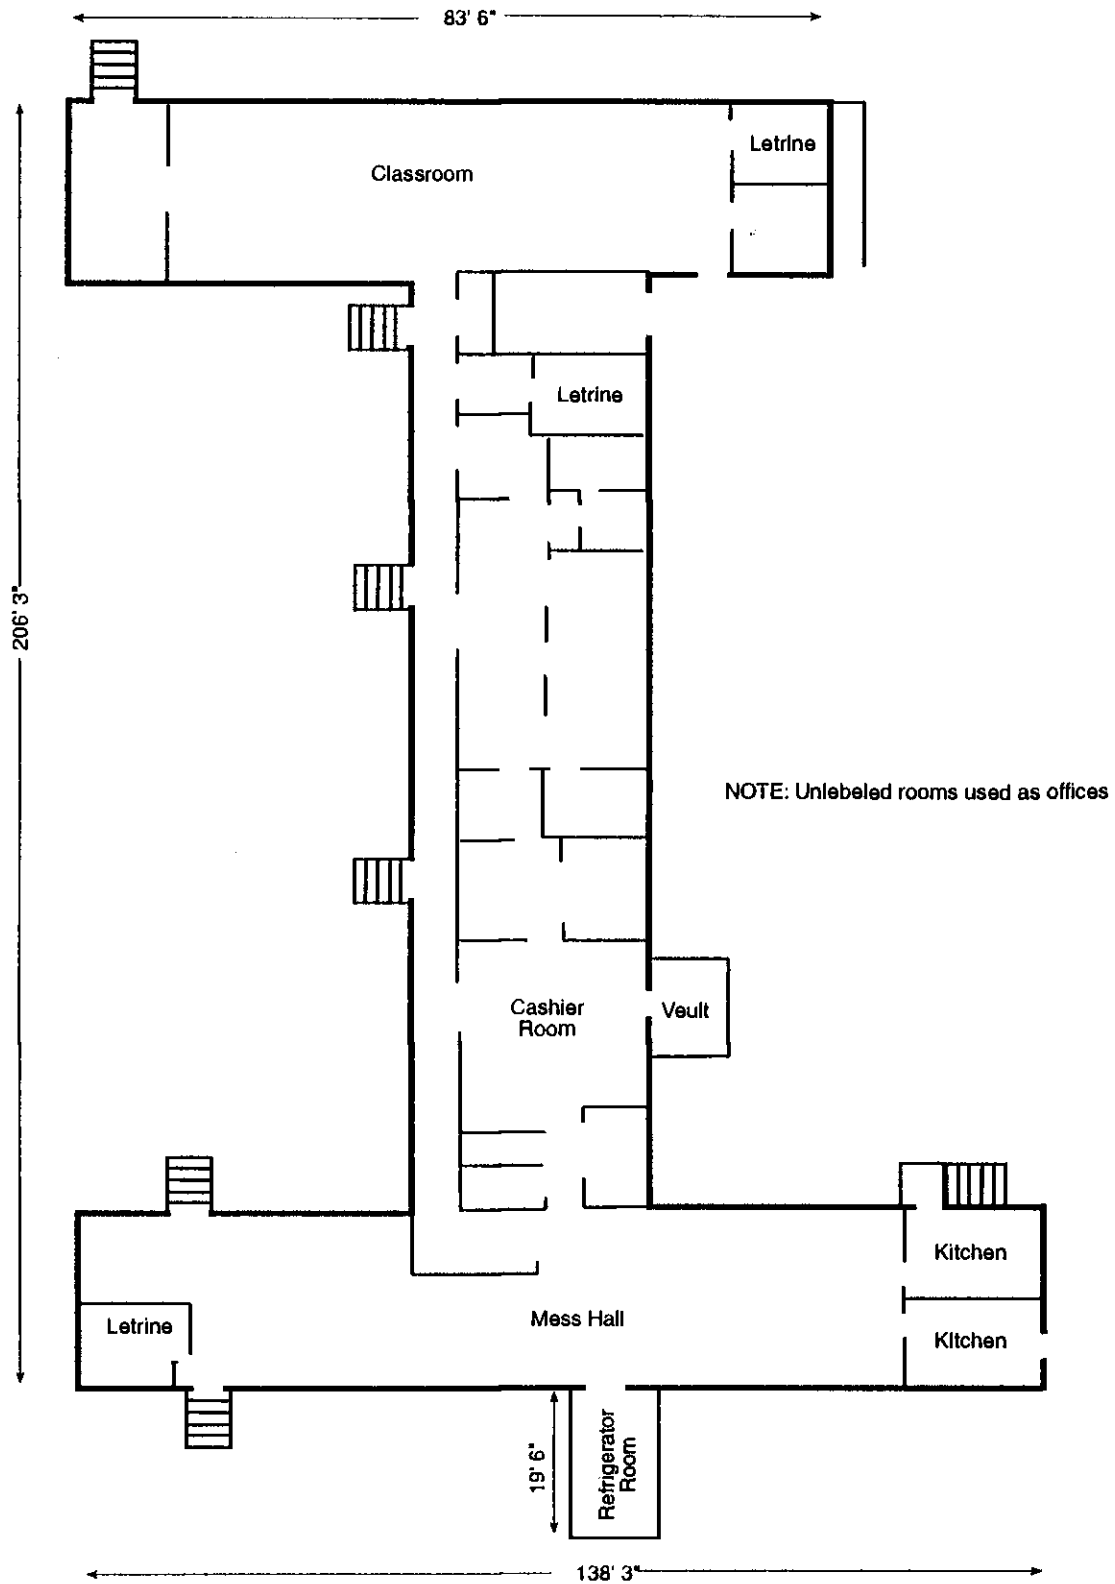 83' 6"
Letrine
Classroom
Letrine
206' 3"
NOTE: Unlebeled rooms used as offices
Cashier
Room
Veult
Kitchen
Mess Hall
Letrine
Kitchen
19' 6"
Refrigerator
Room
138' 3"